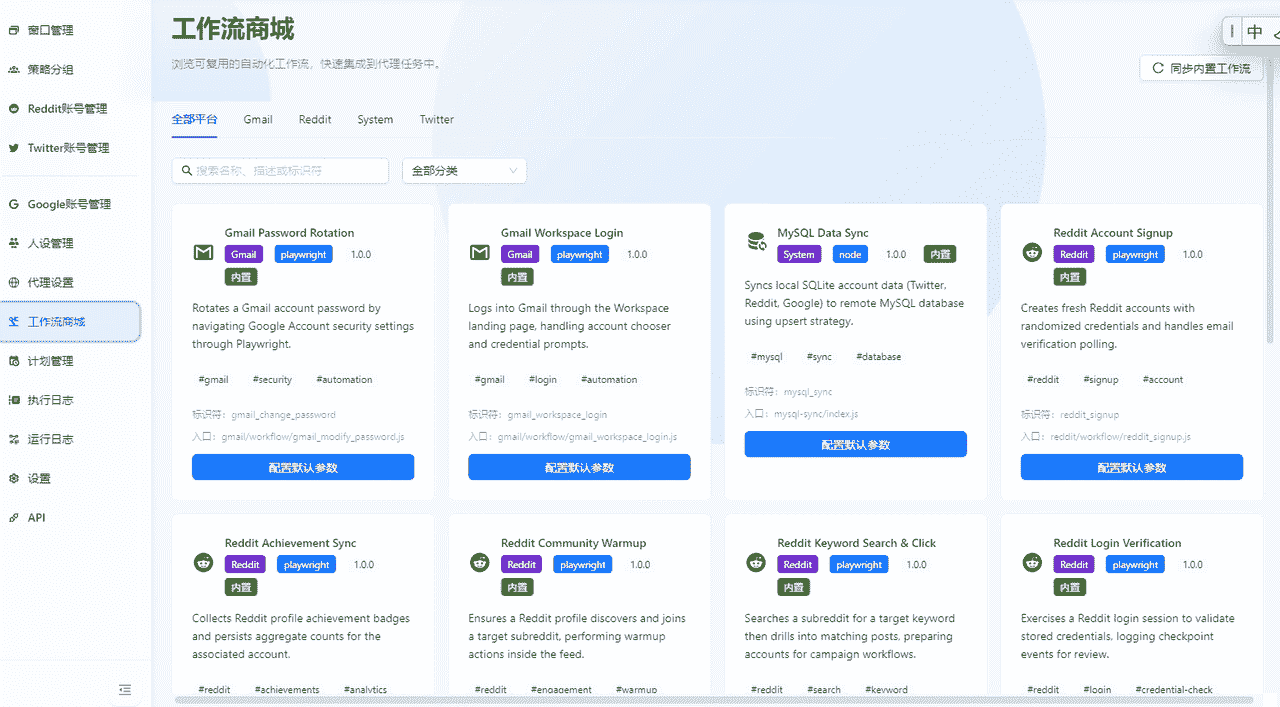 窗口管理
策略分组
Reddit账号管理
Twitter账号管理
Google账号管理
人设管理
代理设置
工作流商城
计划管理
执行日志
运行日志
设置
API
工作流商城
浏览可复用的自动化工作流，快速集成到代理任务中。
中
同步内置工作流
全部平台 Gmail Reddit System Twitter
搜索名称、描述或标识符 全部分类
Gmail Password Rotation
Gmail playwright 1.0.0
内置
Rotates a Gmail account password by
navigating Google Account security settings
through Playwright.
#gmail #security #automation
标识符：gmail_change_password
入口：gmail/workflow/gmail_modify_password.js
配置默认参数
Gmail Workspace Login
Gmail playwright 1.0.0
内置
Logs into Gmail through the Workspace
landing page, handling account chooser
and credential prompts.
#gmail #login #automation
标识符：gmail_workspace_login
入口：gmail/workflow/gmail_workspace_login.js
配置默认参数
MySQL Data Sync
System node 1.0.0 内置
Syncs local SQLite account data (Twitter,
Reddit, Google) to remote MySQL database
using upsert strategy.
#mysql #sync #database
标识符：mysql_sync
入口：mysql-sync/index.js
配置默认参数
Reddit Account Signup
Reddit playwright 1.0.0
内置
Creates fresh Reddit accounts with
randomized credentials and handles email
verification polling.
#reddit #signup #account
标识符：reddit_signup
入口：reddit/workflow/reddit_signup.js
配置默认参数
Reddit Achievement Sync
Reddit playwright 1.0.0
内置
Collects Reddit profile achievement badges
and persists aggregate counts for the
associated account.
#reddit #achievements #analytics
Reddit Community Warmup
Reddit playwright 1.0.0
内置
Ensures a Reddit profile discovers and joins
a target subreddit, performing warmup
actions inside the feed.
#reddit #engagement #warmup
Reddit Keyword Search & Click
Reddit playwright 1.0.0
内置
Searches a subreddit for a target keyword
then drills into matching posts, preparing
accounts for campaign workflows.
#reddit #search #keyword
Reddit Login Verification
Reddit playwright 1.0.0
内置
Exercises a Reddit login session to validate
stored credentials, logging checkpoint
events for review.
#reddit #login #credential-check